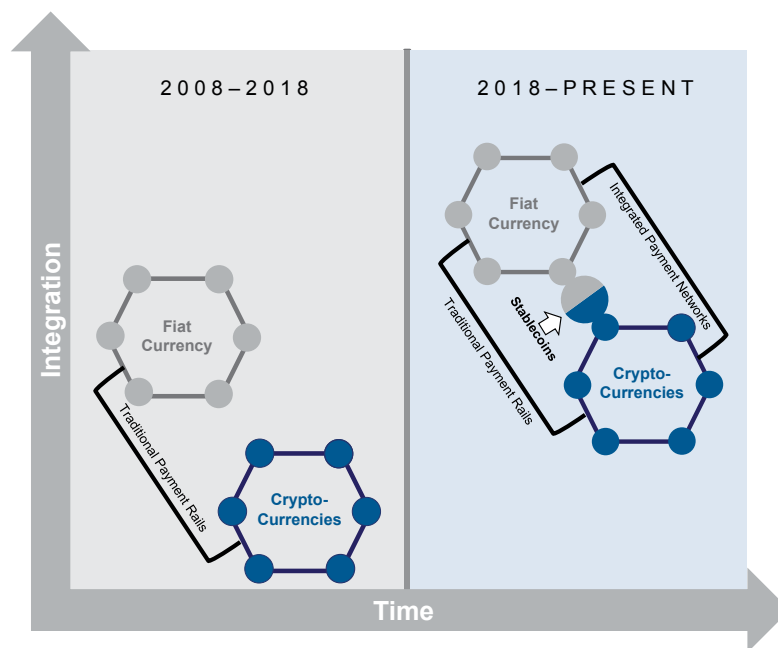 2008–2018
2018–PRESENT
Integration
Fiat
Currency
Traditional Payment Rails
Crypto-
Currencies
Fiat
Currency
Integrated Payment Networks
Traditional Payment Rails
Stablecoins
Crypto-
Currencies
Time